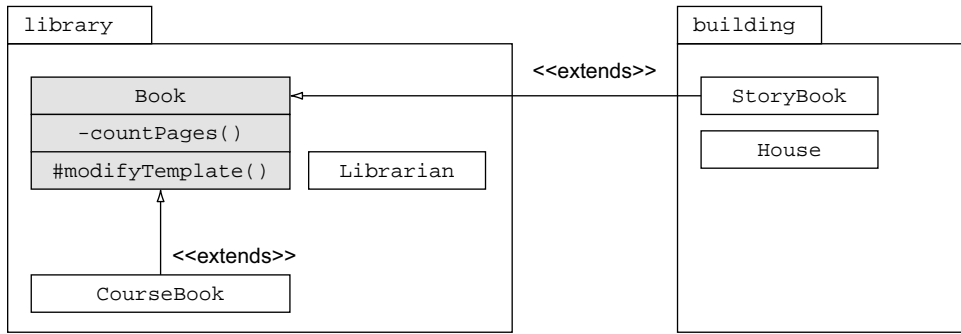 library
building
<<extends>>
Book
StoryBook
-countPages()
House
#modifyTemplate()
Librarian
<<extends>>
CourseBook